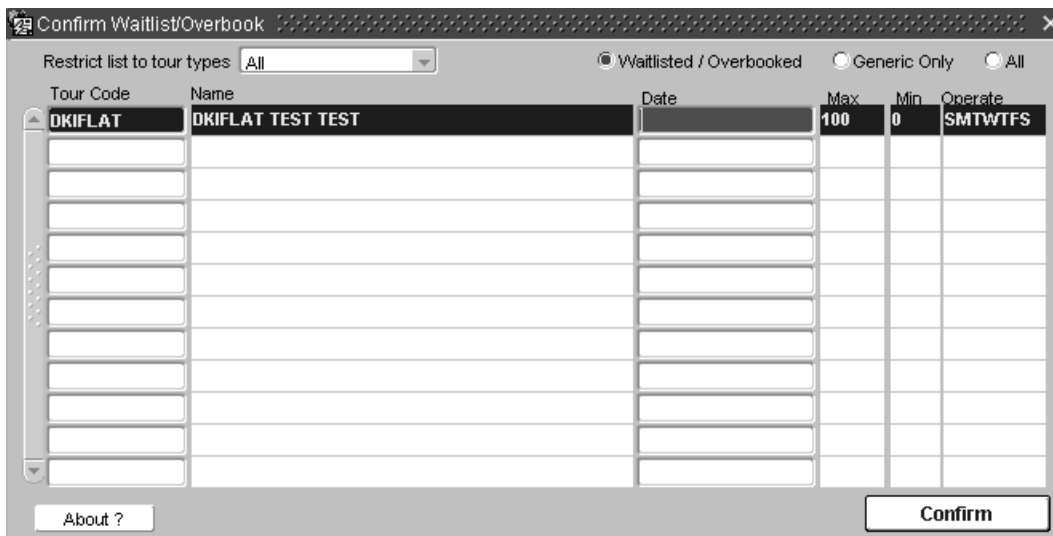 Confirm Waitlist/Overbook
Restrict list to tour types All Waitlisted / Overbooked Generic Only All
Tour Code Name Date Max Min Operate
DKIFLAT DKIFLAT TEST TEST 100 0 SMTWTFS
About ? Confirm